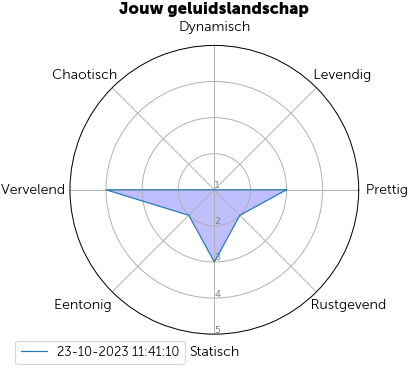 Jouw geluidslandschap
Dynamisch
Chaotisch
Levendig
Vervelend
Prettig
1
2
3
4
5
Eentonig
Rustgevend
23-10-2023 11:41:10
Statisch